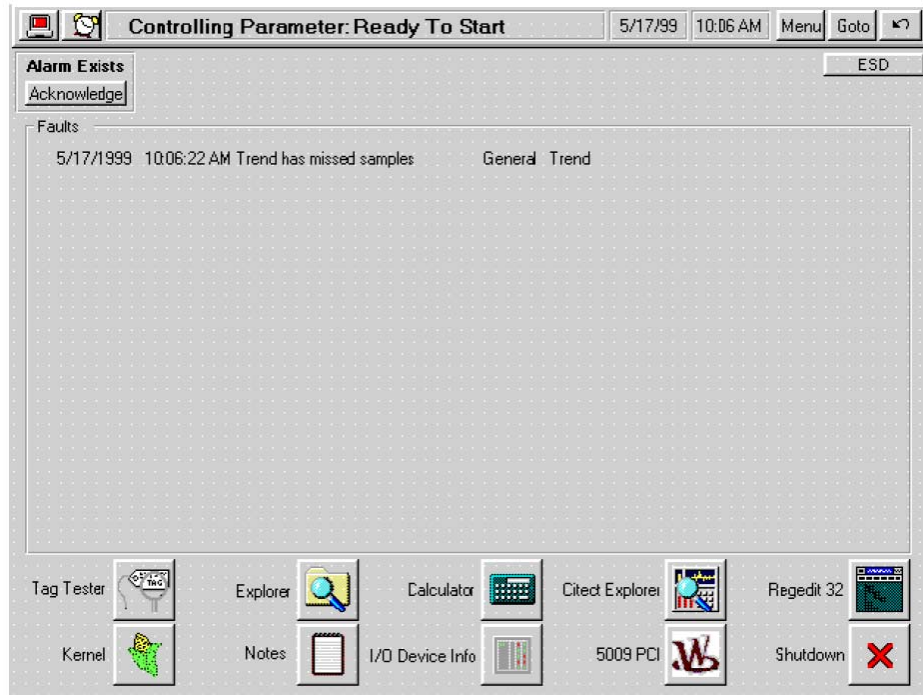 Controlling Parameter: Ready To Start 5/17/99 10:06 AM Menu Goto
Alarm Exists ESD
Acknowledge
Faults
5/17/1999 10:06:22 AM Trend has missed samples General Trend
Tag Tester TAG Explorer Calculator Citect Explorer Regedit 32
Kernel Notes I/O Device Info 5009 PCI W Shutdown